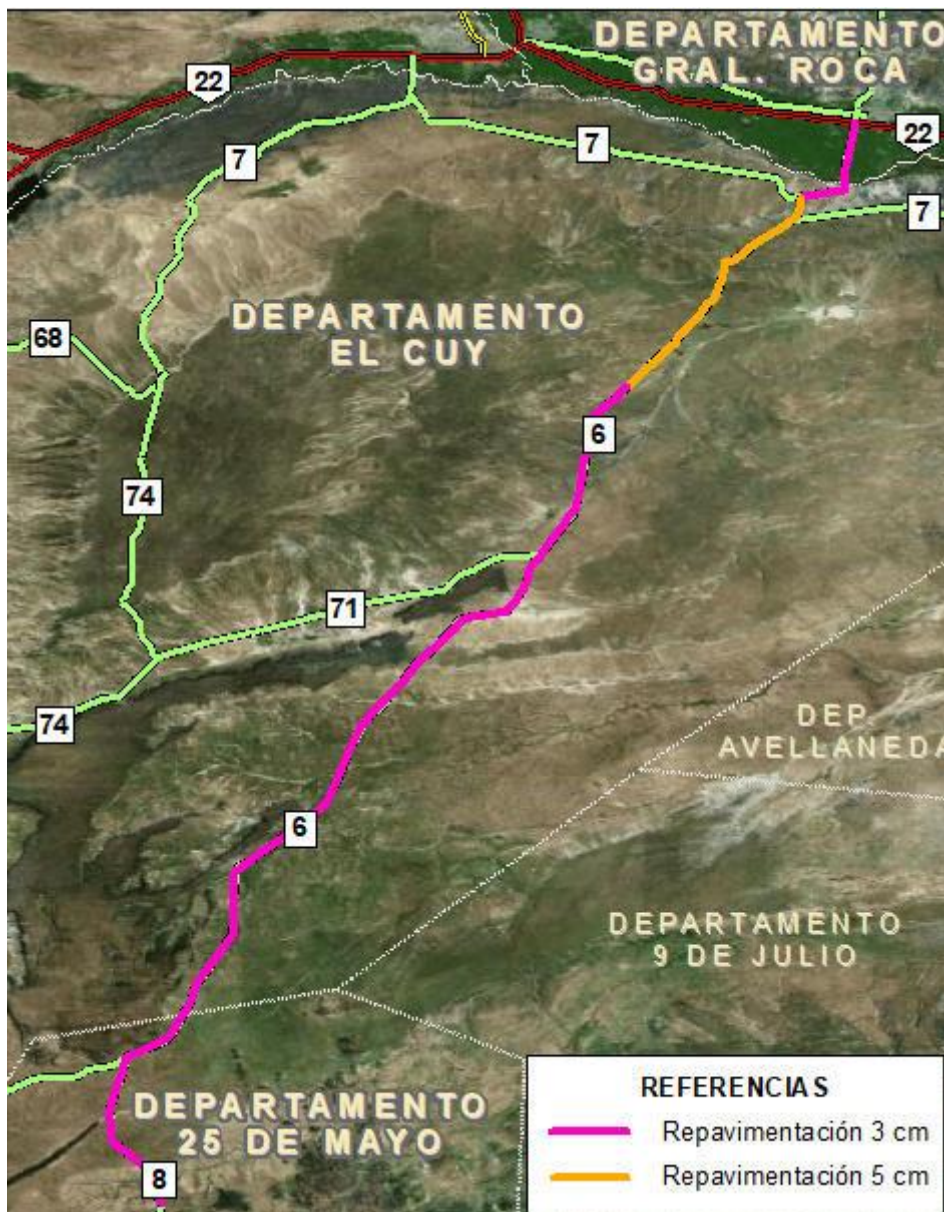 DEPARTAMENTO
GRAL. ROCA
22
22
7
7
7
DEPARTAMENTO
EL CUY
68
6
74
71
74
DEP.
AVELLANEDA
6
DEPARTAMENTO
9 DE JULIO
DEPARTAMENTO
25 DE MAYO
8
REFERENCIAS
Repavimentación 3 cm
Repavimentación 5 cm